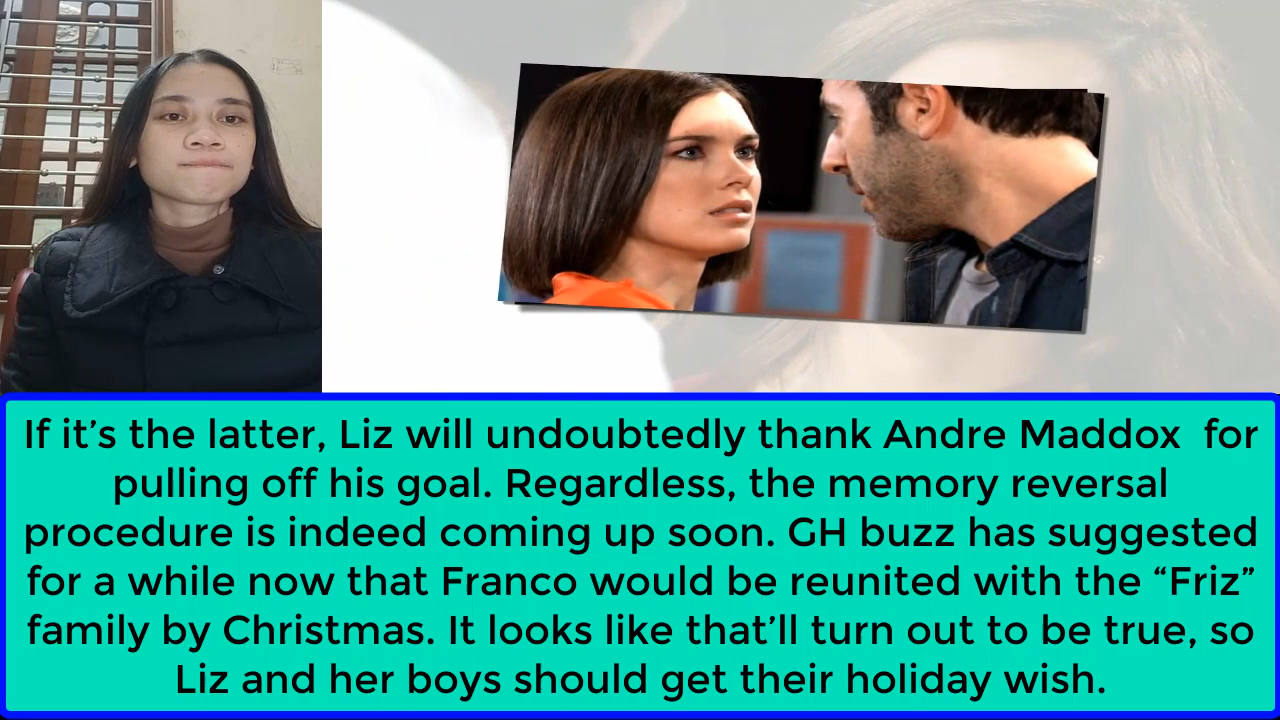 If it’s the latter, Liz will undoubtedly thank Andre Maddox  for
pulling off his goal. Regardless, the memory reversal
procedure is indeed coming up soon. GH buzz has suggested
for a while now that Franco would be reunited with the “Friz”
family by Christmas. It looks like that’ll turn out to be true, so
Liz and her boys should get their holiday wish.